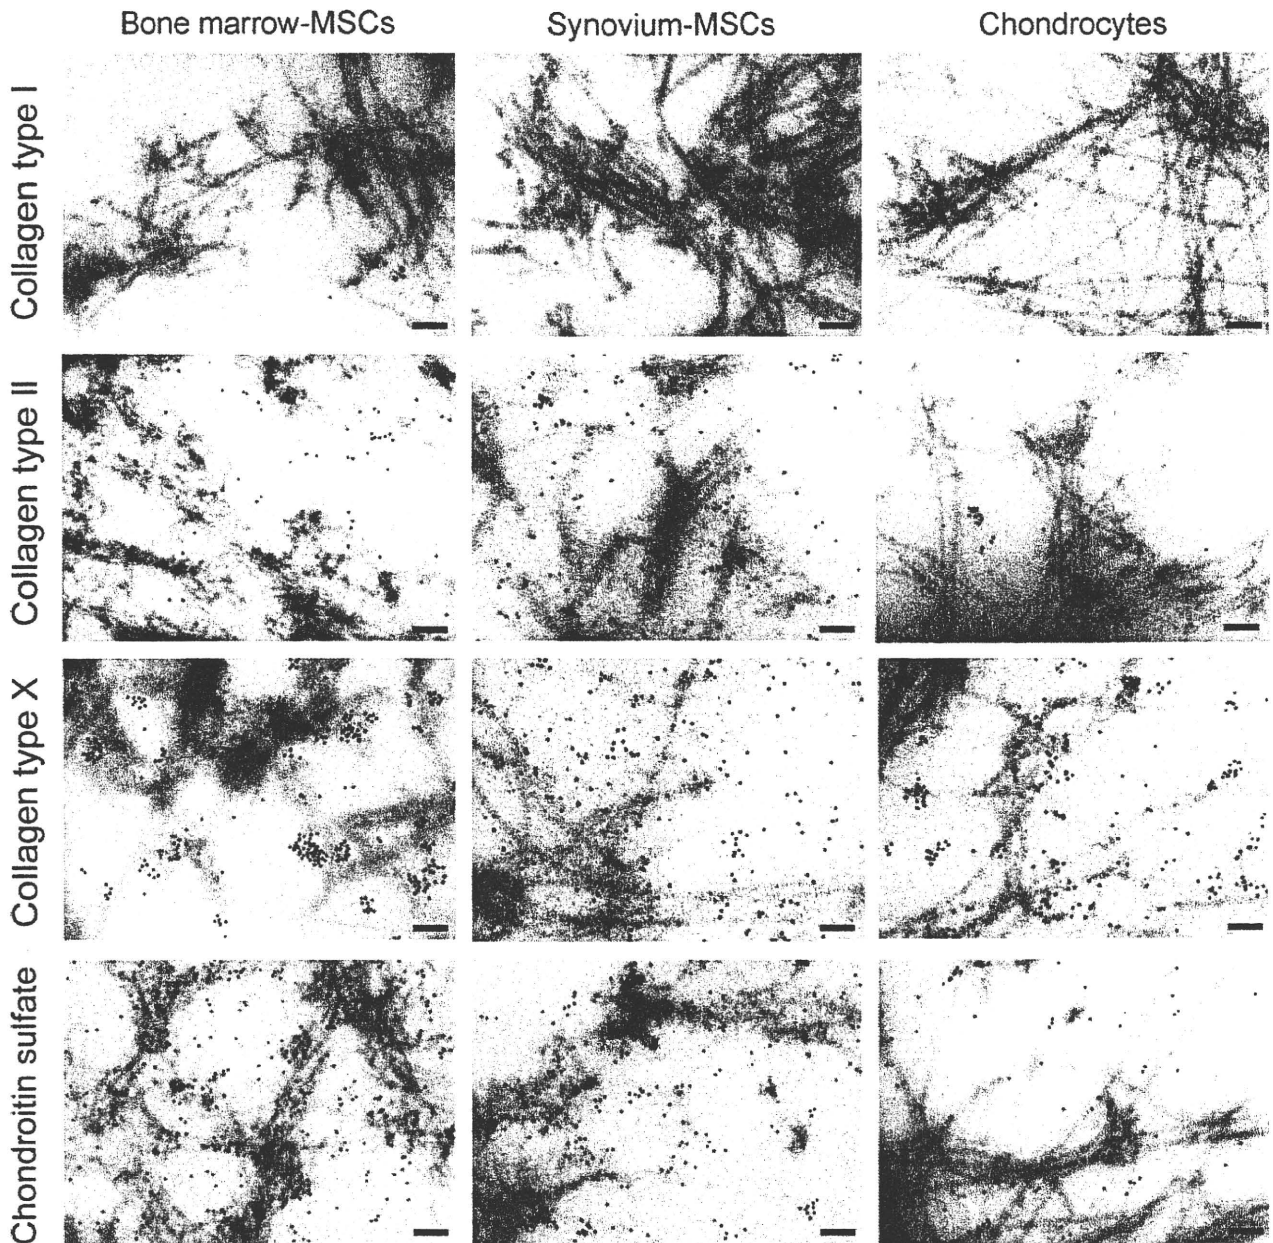 Bone marrow-MSCs
Synovium-MSCs
Chondrocytes
Collagen type I
Collagen type II
Collagen type X
Chondroitin sulfate